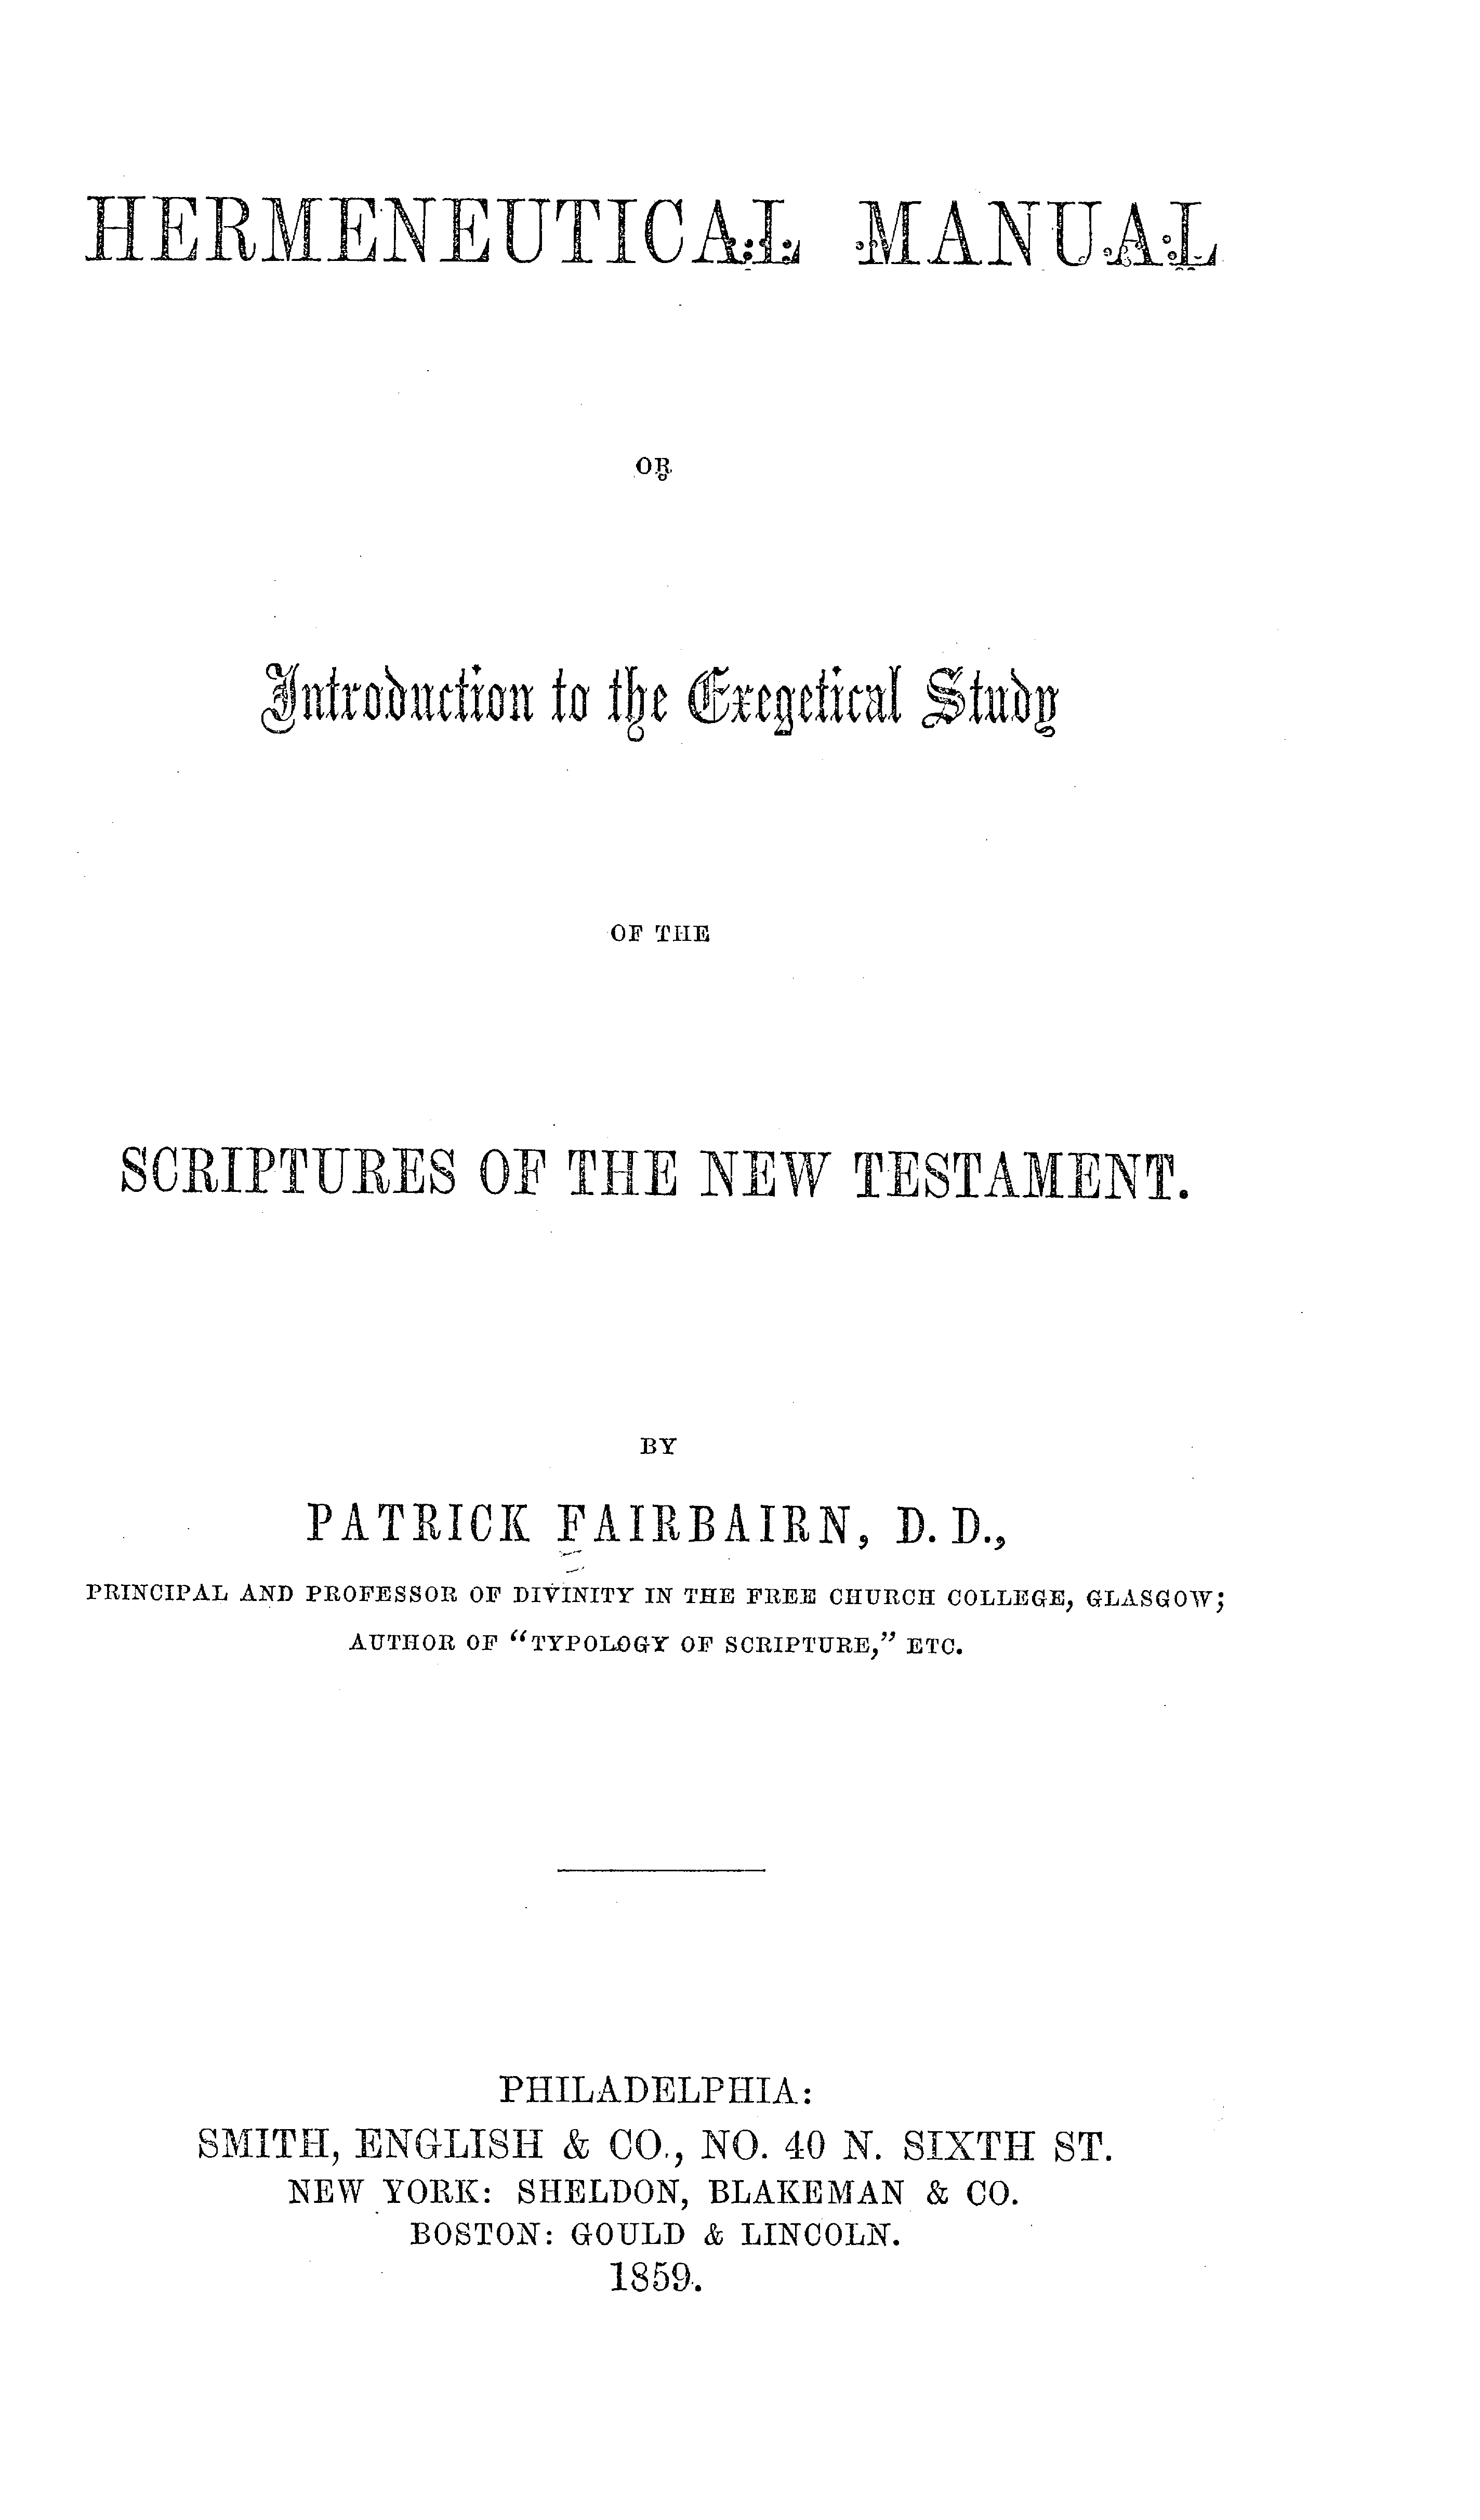 HERMENEUTICAL MANUAL
OR
Introduction to the Exegetical Study
OF THE
SCRIPTURES OF THE NEW TESTAMENT.
BY
PATRICK FAIRBAIRN, D. D.,
PRINCIPAL AND PROFESSOR OF DIVINITY IN THE FREE CHURCH COLLEGE, GLASGOW;
AUTHOR OF “TYPOLOGY OF SCRIPTURE,” ETC.
PHILADELPHIA:
SMITH, ENGLISH & CO., NO. 40 N. SIXTH ST.
NEW YORK: SHELDON, BLAKEMAN & CO.
BOSTON: GOULD & LINCOLN.
1859.